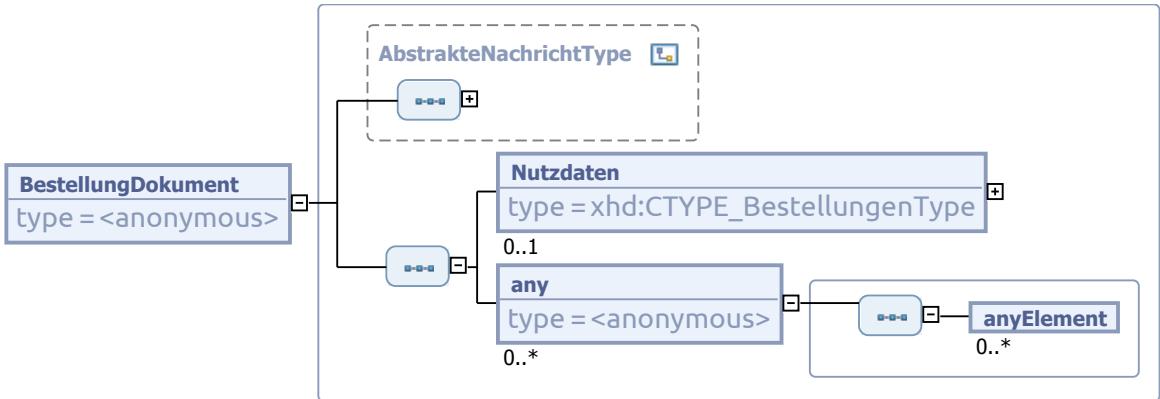 AbstrakteNachrichtType
BestellungDokument
type = <anonymous>
Nutzdaten
type = xhd:CTYPE_BestellungenType
0..1
any
type = <anonymous>
0..*
anyElement
0..*